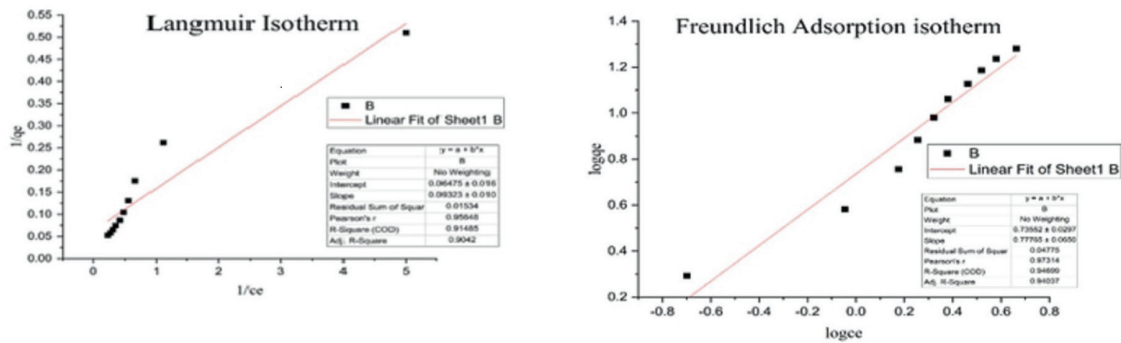 Langmuir Isotherm
0.55
0.50
0.45
0.40
0.35
0.30
0.25
0.20
0.15
0.10
0.05
0.00
1/qe
0
1
2
3
4
5
6
1/ce
B
Linear Fit of Sheet1 B
Equation y = a + b*x
Plot B
Weight No Weighting
Intercept 0.06475 ± 0.016
Slope 0.09323 ± 0.010
Residual Sum of Squar 0.01534
Pearson's r 0.95648
R-Square (COD) 0.91485
Adj. R-Square 0.9042
Freundlich Adsorption isotherm
1.4
1.2
1.0
0.8
0.6
0.4
0.2
logqe
-0.8
-0.6
-0.4
-0.2
0.0
0.2
0.4
0.6
0.8
logce
B
Linear Fit of Sheet1 B
Equation y = a + b*x
Plot B
Weight No Weighting
Intercept 0.73552 ± 0.0297
Slope 0.77765 ± 0.0650
Residual Sum of Squar 0.04775
Pearson's r 0.97314
R-Square (COD) 0.94699
Adj. R-Square 0.94037